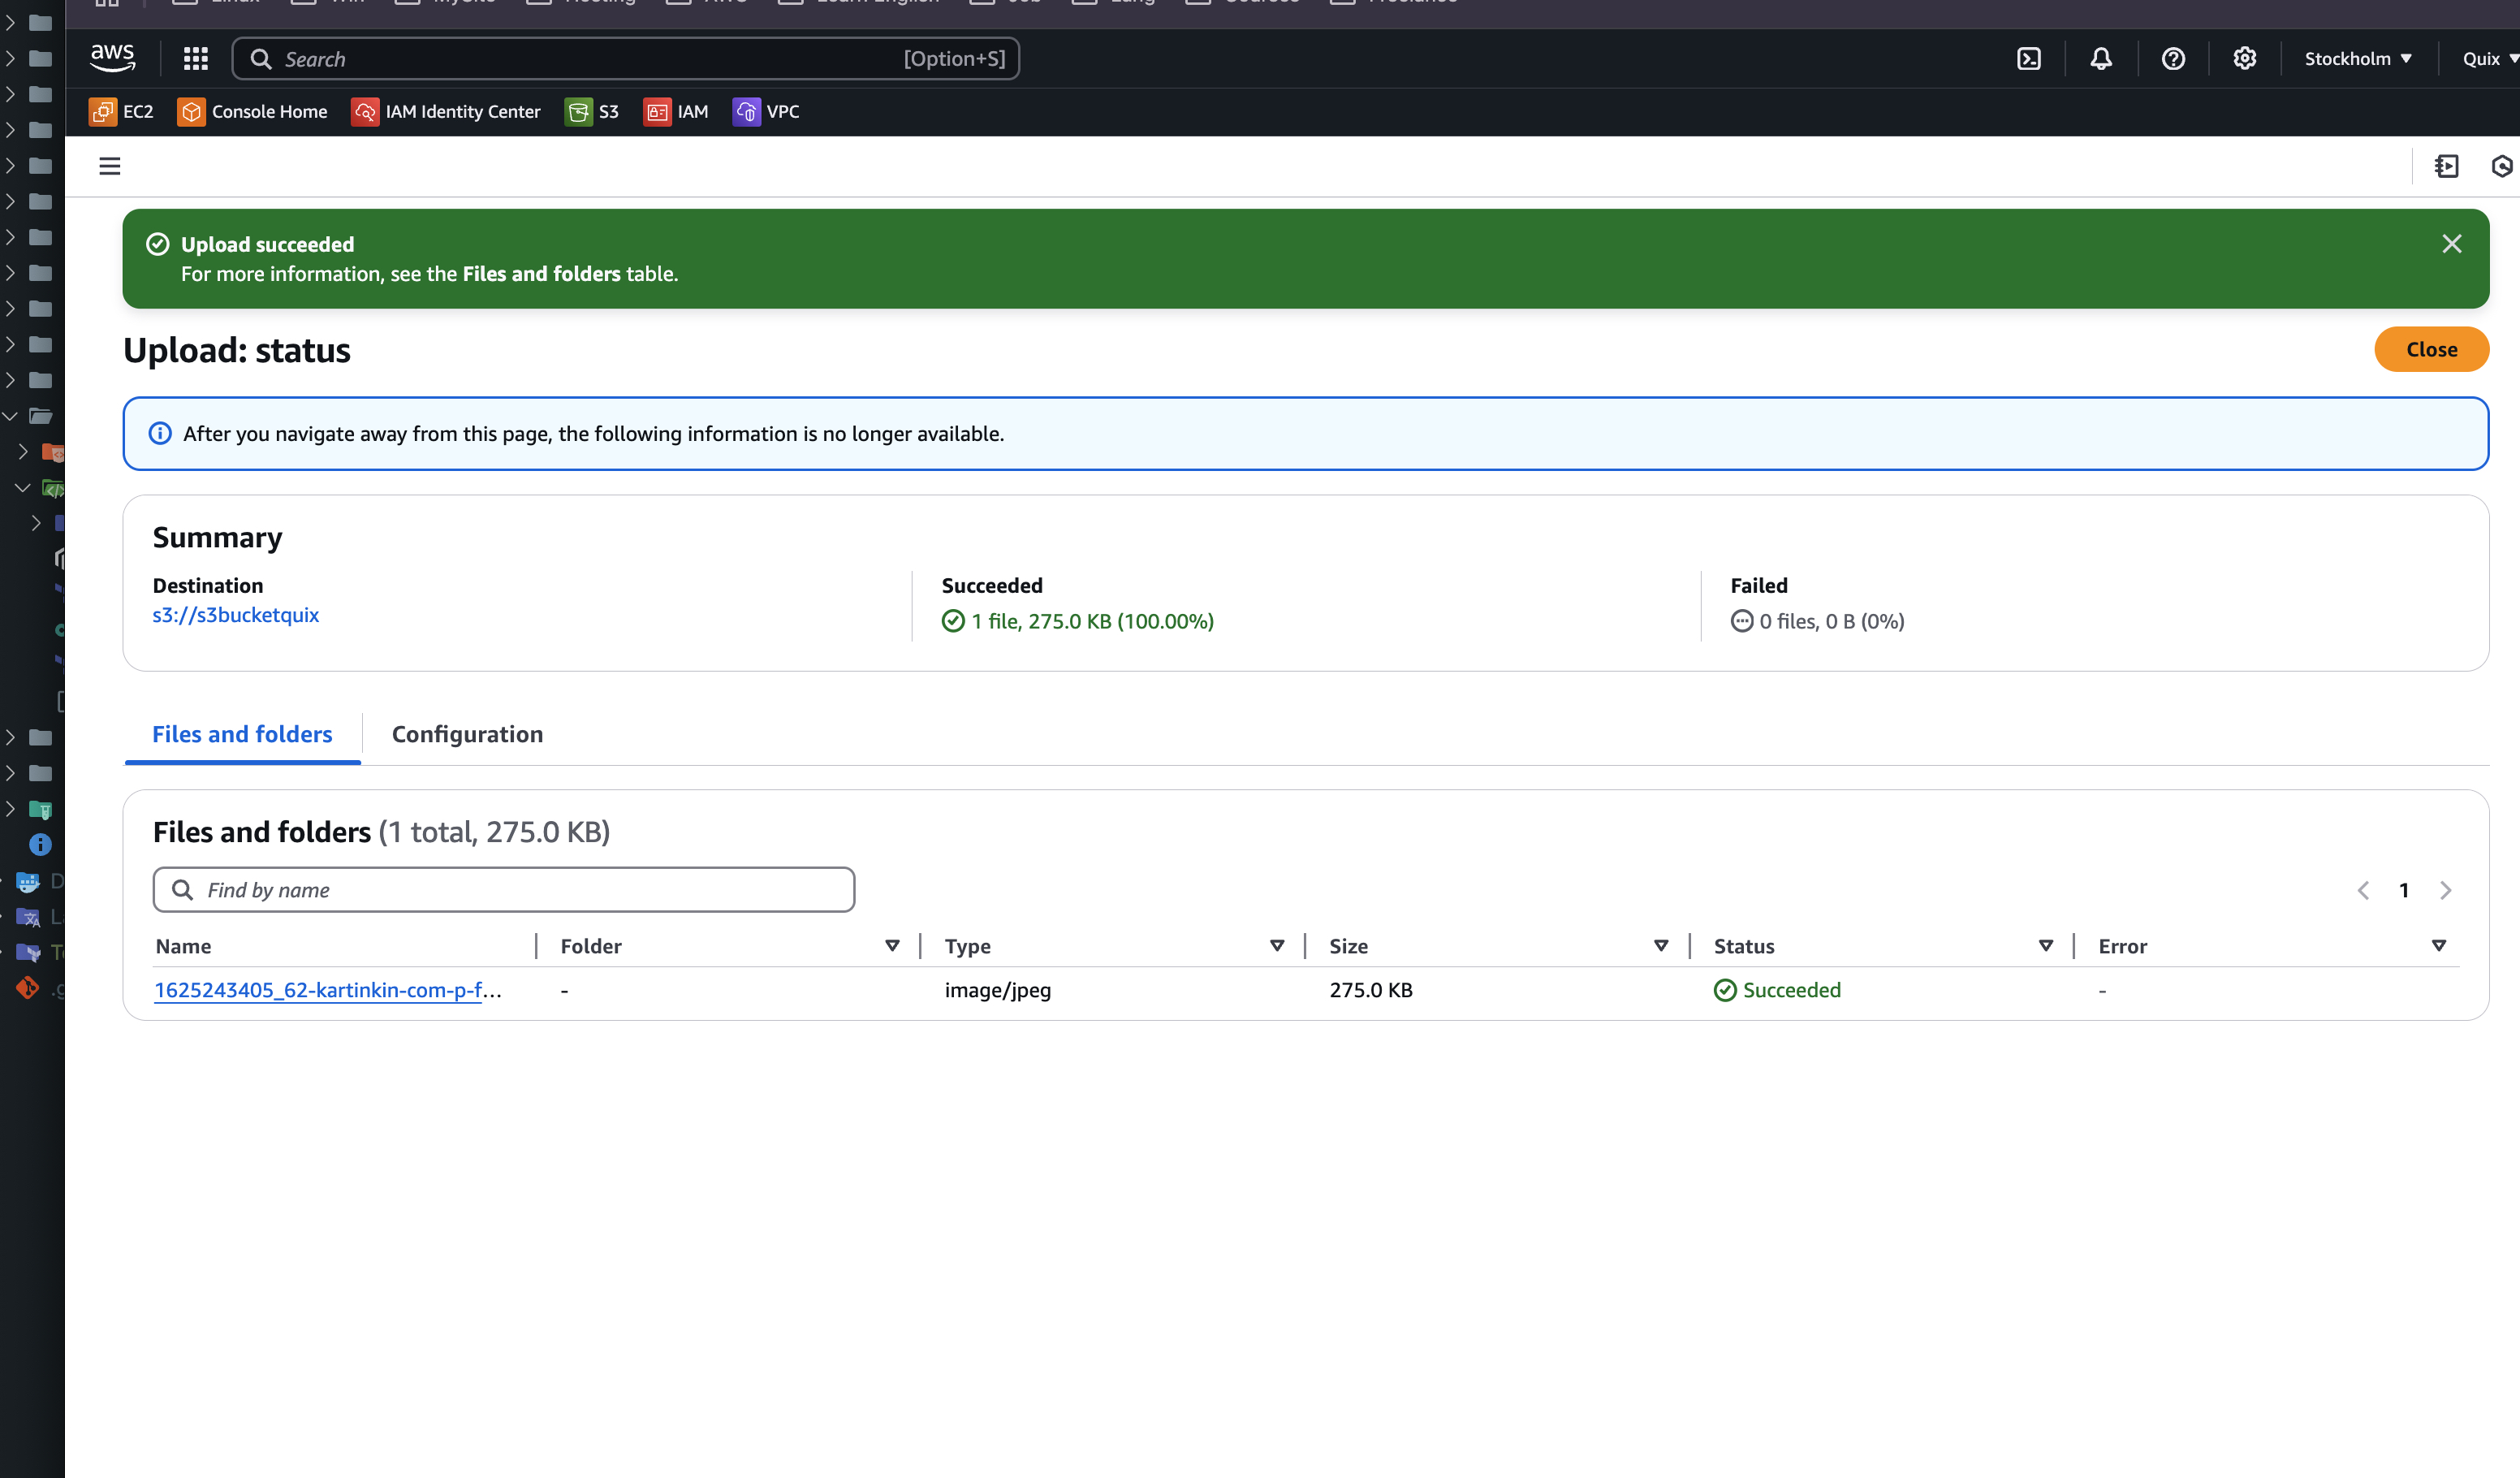 aws
Search
[Option+S]
Stockholm
Quix
EC2
Console Home
IAM Identity Center
S3
IAM
VPC
Upload succeeded
For more information, see the Files and folders table.
Upload: status
Close
After you navigate away from this page, the following information is no longer available.
Summary
Destination
s3://s3bucketquix
Succeeded
1 file, 275.0 KB (100.00%)
Failed
0 files, 0 B (0%)
Files and folders
Configuration
Files and folders (1 total, 275.0 KB)
Find by name
1
Name
Folder
Type
Size
Status
Error
1625243405_62-kartinkin-com-p-f…
-
image/jpeg
275.0 KB
Succeeded
-